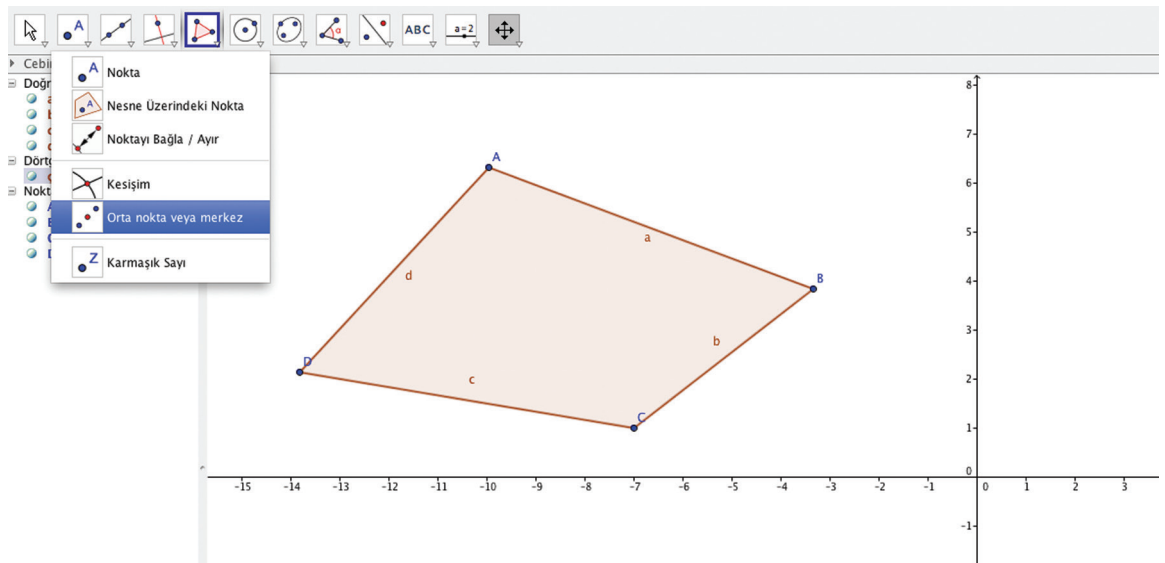 A
α
ABC
a=2
Cebi
Doğr
Dört
Nokt
A
Nokta
A
Nesne Üzerindeki Nokta
Noktayı Bağla / Ayır
Kesişim
Orta nokta veya merkez
Z
Karmaşık Sayı
A
a
B
b
C
c
D
d
8
7
6
5
4
3
2
1
0
-1
-15 -14 -13 -12 -11 -10 -9 -8 -7 -6 -5 -4 -3 -2 -1 0 1 2 3